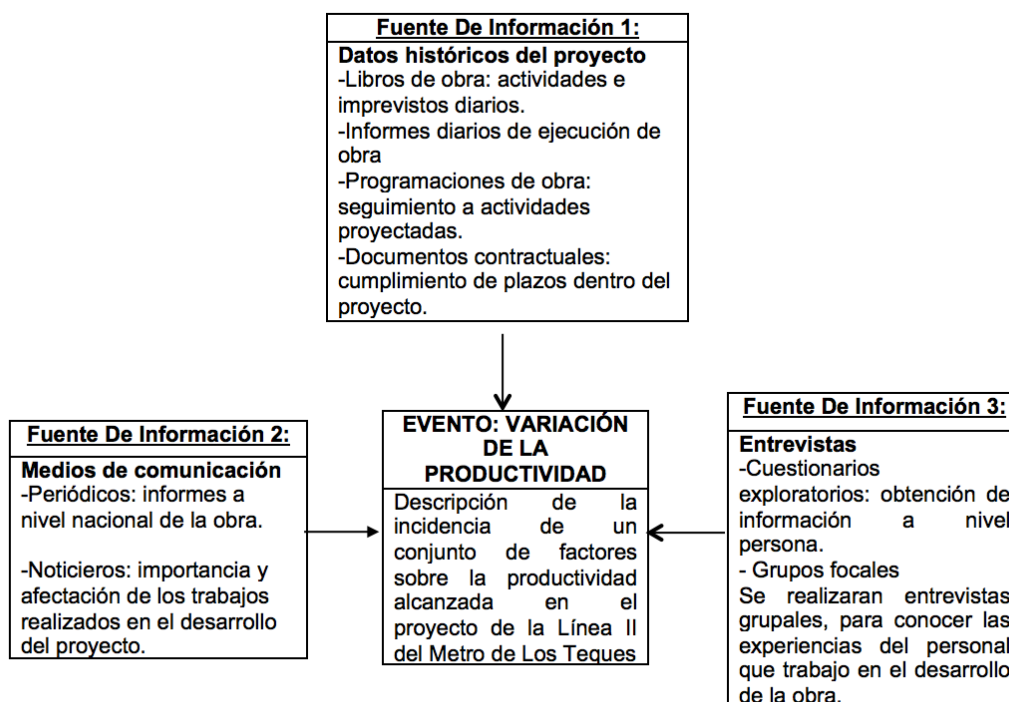 Fuente De Información 1:
Datos históricos del proyecto
-Libros de obra: actividades e
imprevistos diarios.
-Informes diarios de ejecución de
obra
-Programaciones de obra:
seguimiento a actividades
proyectadas.
-Documentos contractuales:
cumplimiento de plazos dentro del
proyecto.
Fuente De Información 2:
Medios de comunicación
-Periódicos: informes a
nivel nacional de la obra.
-Noticieros: importancia y
afectación de los trabajos
realizados en el desarrollo
del proyecto.
EVENTO: VARIACIÓN
DE LA
PRODUCTIVIDAD
Descripción de la
incidencia de un
conjunto de factores
sobre la productividad
alcanzada en el
proyecto de la Línea II
del Metro de Los Teques
Fuente De Información 3:
Entrevistas
-Cuestionarios
exploratorios: obtención de
información a nivel
persona.
- Grupos focales
Se realizaran entrevistas
grupales, para conocer las
experiencias del personal
que trabajo en el desarrollo
de la obra.